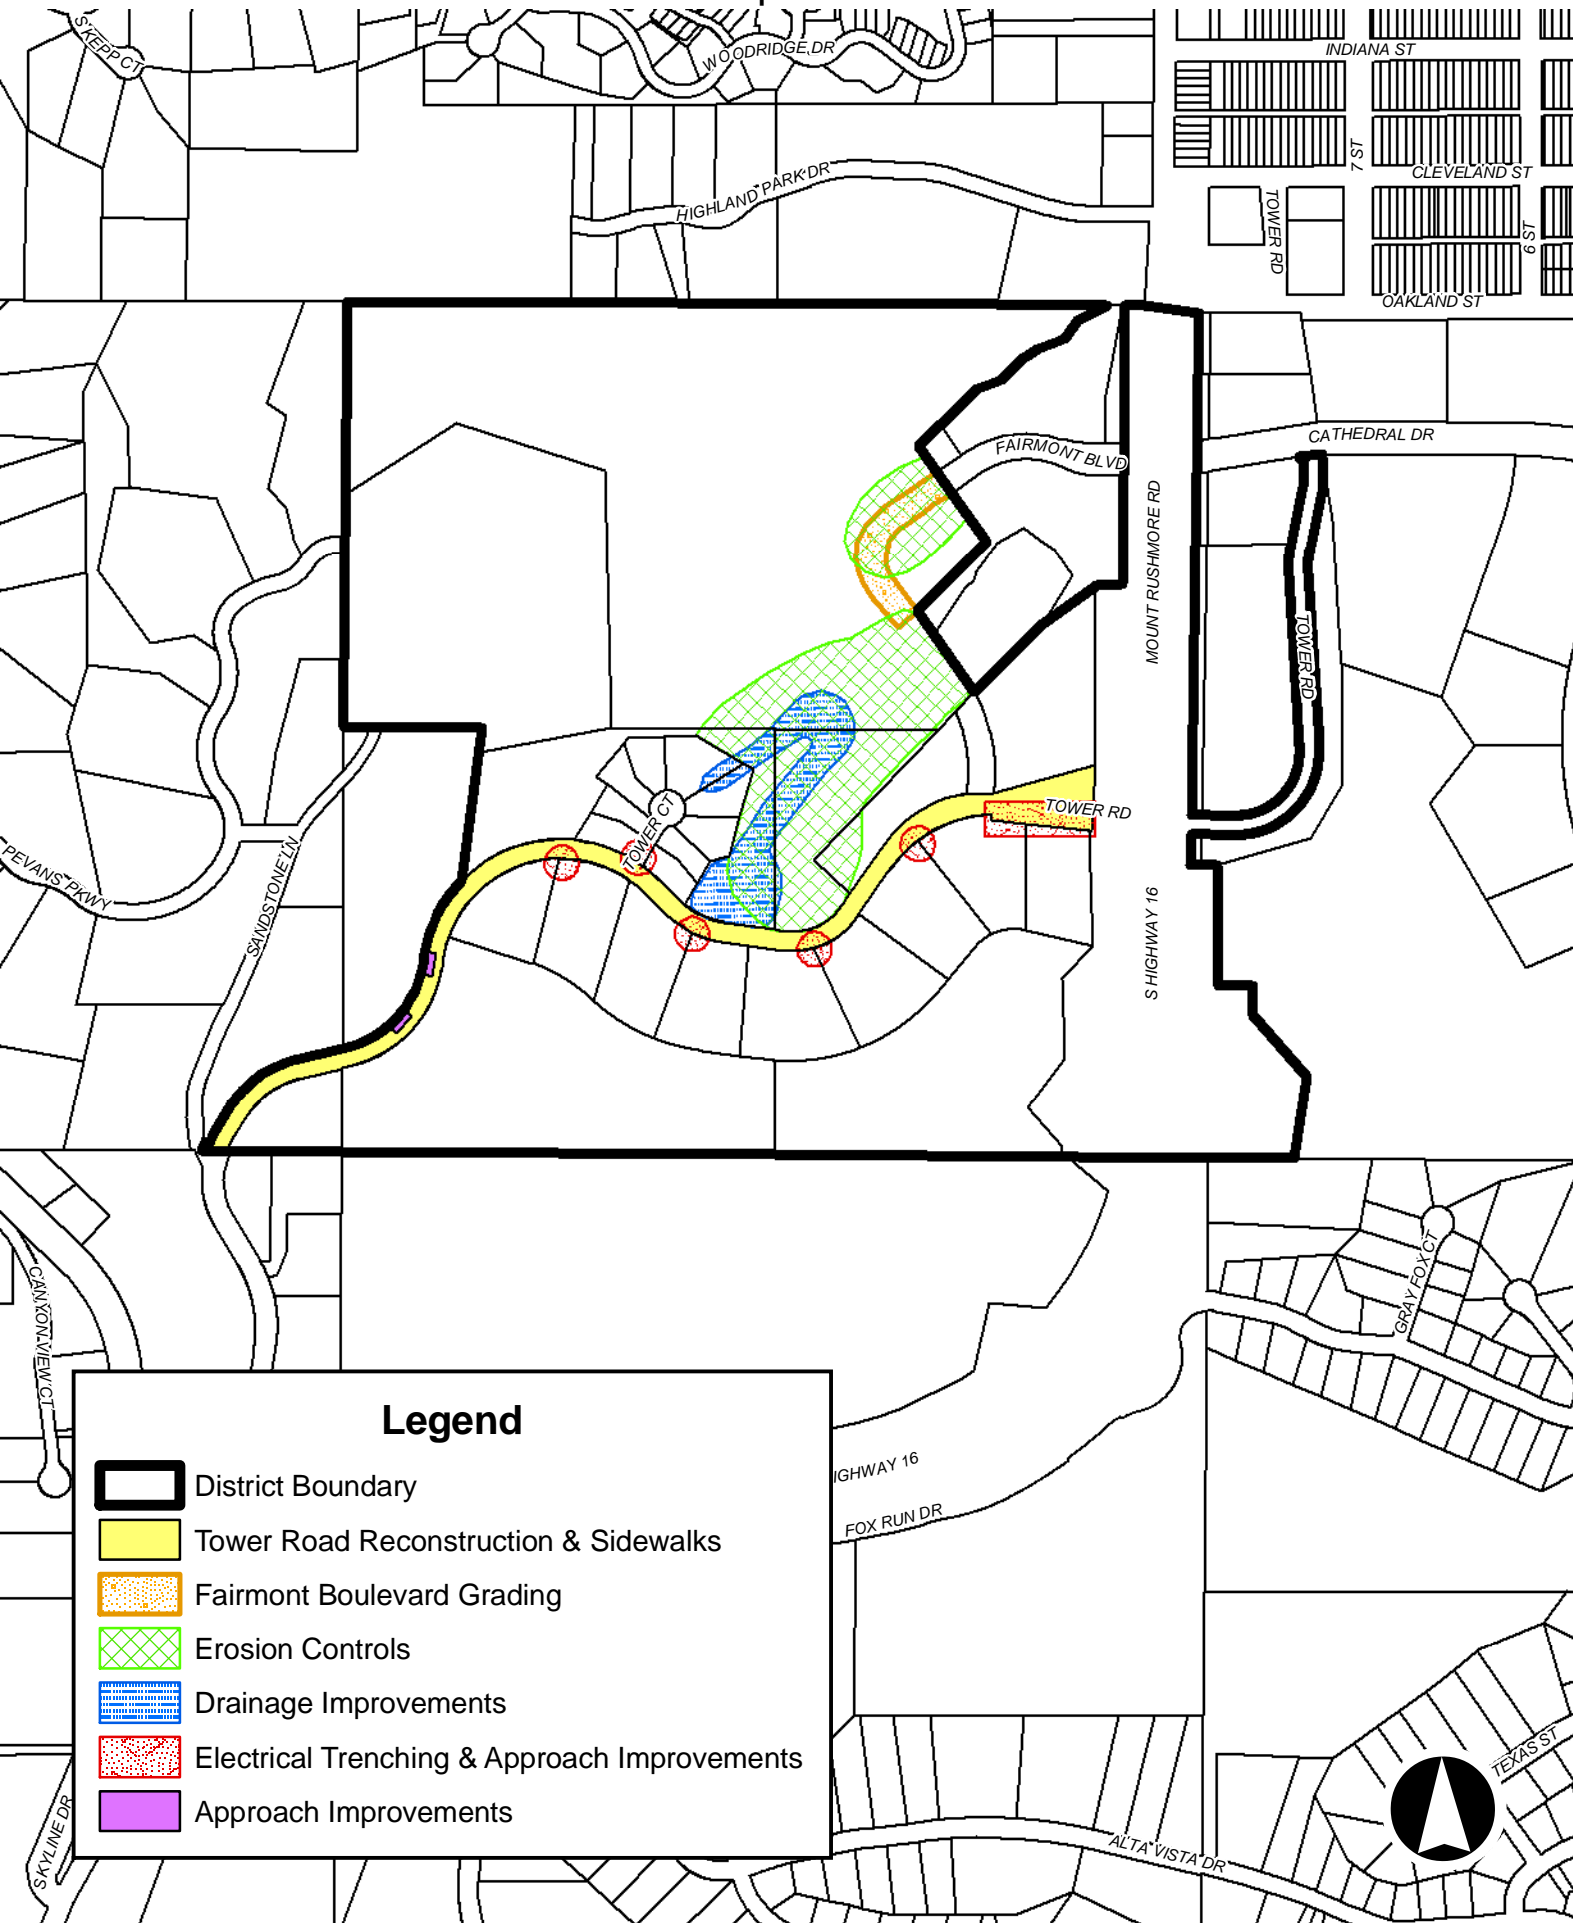 S KEPP CT
WOODRIDGE DR
INDIANA ST
7 ST
CLEVELAND ST
HIGHLAND PARK DR
TOWER RD
6 ST
OAKLAND ST
FAIRMONT BLVD
CATHEDRAL DR
MOUNT RUSHMORE RD
TOWER RD
TOWER CT
TOWER RD
PEVANS PKWY
SANDSTONE LN
S HIGHWAY 16
GRAY FOX CT
CANYON VIEW CT
IGHWAY 16
FOX RUN DR
Legend
District Boundary
Tower Road Reconstruction & Sidewalks
Fairmont Boulevard Grading
Erosion Controls
Drainage Improvements
Electrical Trenching & Approach Improvements
Approach Improvements
TEXAS ST
SKYLINE DR
ALTA VISTA DR